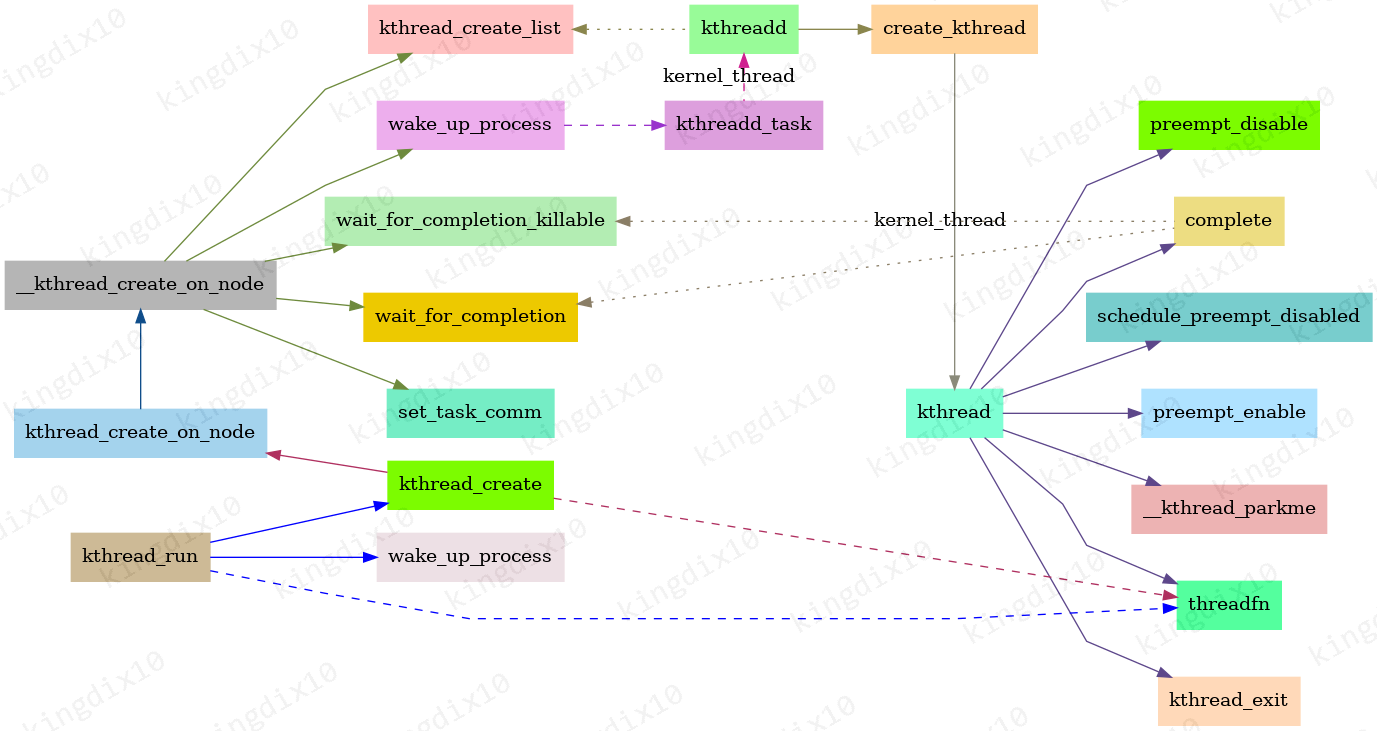 kthread_create_list
kthreadd
create_kthread
kernel_thread
wake_up_process
kthreadd_task
preempt_disable
wait_for_completion_killable
kernel_thread
complete
__kthread_create_on_node
wait_for_completion
schedule_preempt_disabled
set_task_comm
kthread
preempt_enable
kthread_create_on_node
kthread_create
__kthread_parkme
kthread_run
wake_up_process
threadfn
kthread_exit
kingdix10